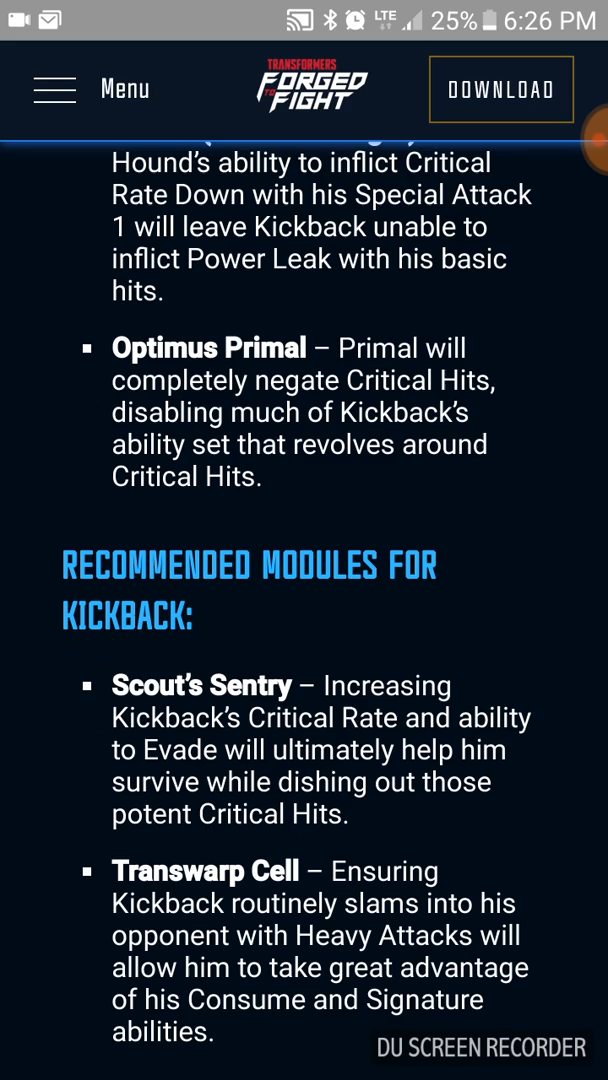 LTE 25% 6:26 PM
Menu
TRANSFORMERS
FORGED
TO
FIGHT
DOWNLOAD
Hound's ability to inflict Critical
Rate Down with his Special Attack
1 will leave Kickback unable to
inflict Power Leak with his basic
hits.
▪ Optimus Primal – Primal will
completely negate Critical Hits,
disabling much of Kickback's
ability set that revolves around
Critical Hits.
RECOMMENDED MODULES FOR
KICKBACK:
▪ Scout's Sentry – Increasing
Kickback's Critical Rate and ability
to Evade will ultimately help him
survive while dishing out those
potent Critical Hits.
▪ Transwarp Cell – Ensuring
Kickback routinely slams into his
opponent with Heavy Attacks will
allow him to take great advantage
of his Consume and Signature
abilities.
DU SCREEN RECORDER